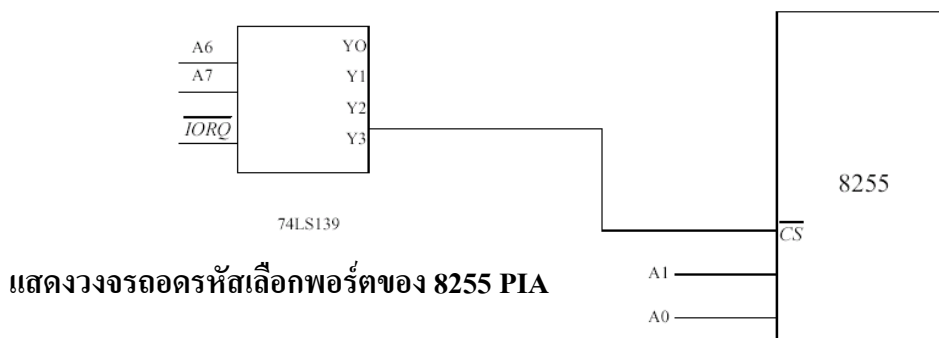 A6
YO
A7
Y1
Y2
IORQ
Y3
8255
74LS139
CS
แสดงวงจรถอดรหัสเลือกพอร์ตของ 8255 PIA
A1
A0